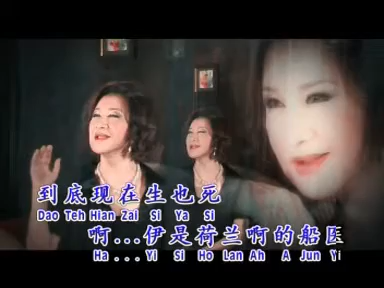 到底现在生也死
Dao Teh Hian Zai Si Ya Si
啊...伊是荷兰啊的船医
Ha . . . Yi Si Ho Lan Ah A Jun Yi